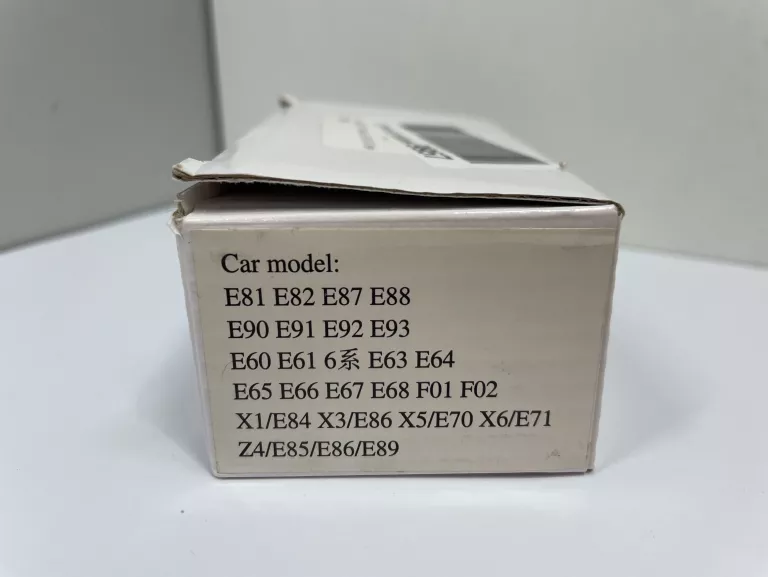 Car model:
E81 E82 E87 E88
E90 E91 E92 E93
E60 E61 6系 E63 E64
E65 E66 E67 E68 F01 F02
X1/E84 X3/E86 X5/E70 X6/E71
Z4/E85/E86/E89